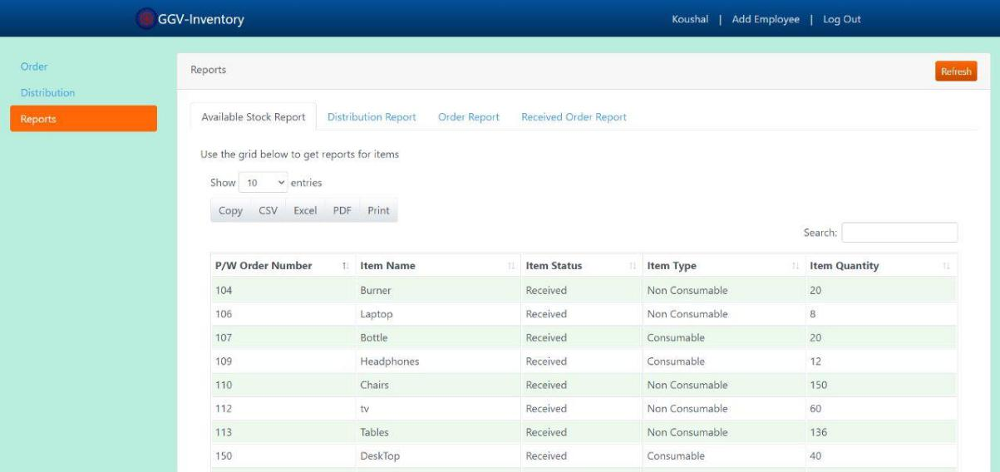 GGV-Inventory Koushal | Add Employee | Log Out
Order
Distribution
Reports
Reports Refresh
Available Stock Report Distribution Report Order Report Received Order Report
Use the grid below to get reports for items
Show 10 entries
Copy CSV Excel PDF Print
Search:
P/W Order Number Item Name Item Status Item Type Item Quantity
104 Burner Received Non Consumable 20
106 Laptop Received Non Consumable 8
107 Bottle Received Consumable 20
109 Headphones Received Consumable 12
110 Chairs Received Non Consumable 150
112 tv Received Non Consumable 60
113 Tables Received Non Consumable 136
150 DeskTop Received Consumable 40